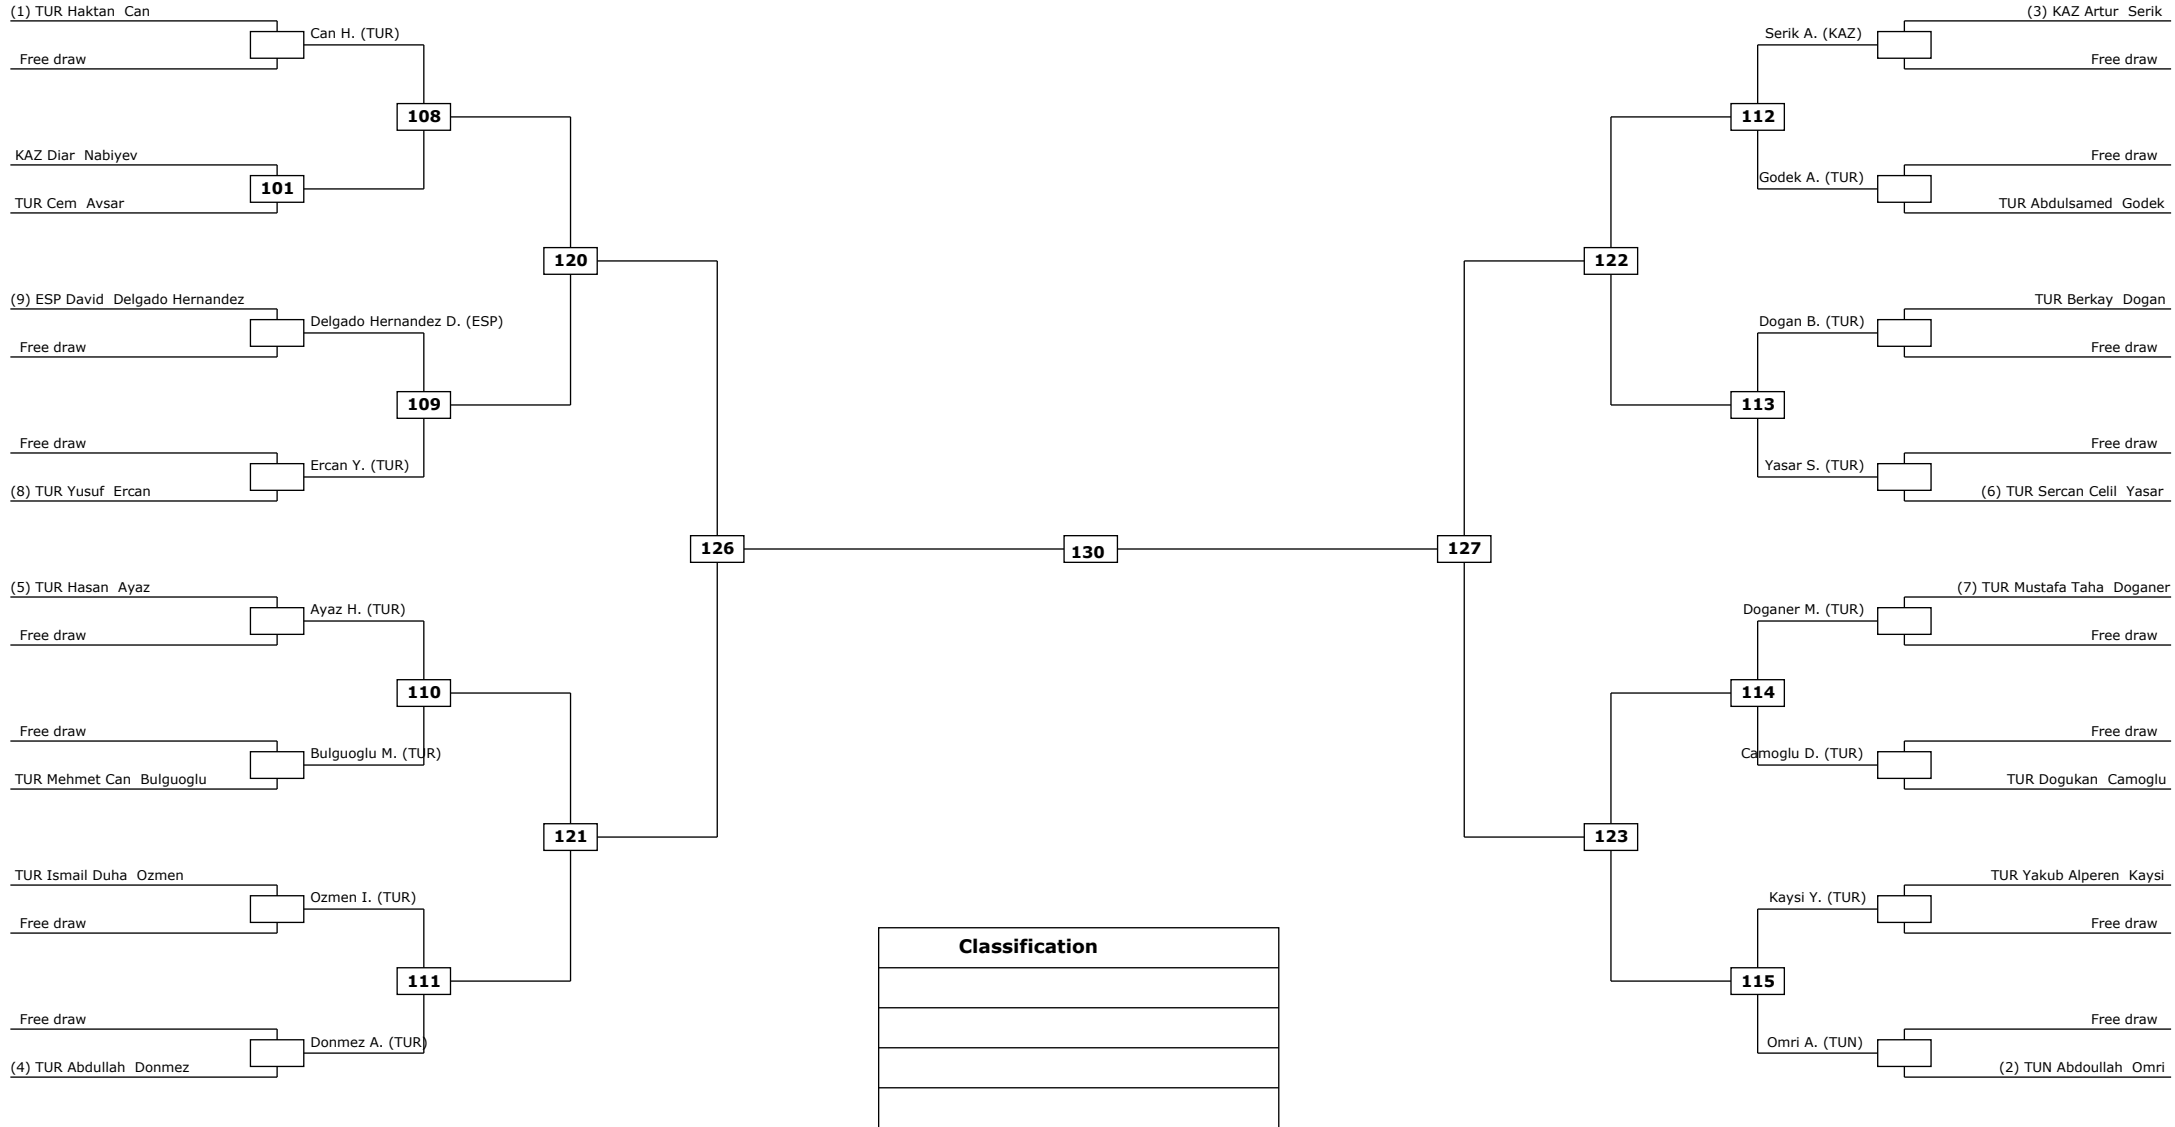 (1) TUR Haktan Can
Can H. (TUR)
Free draw
108
KAZ Diar Nabiyev
101
TUR Cem Avsar
120
(9) ESP David Delgado Hernandez
Delgado Hernandez D. (ESP)
Free draw
109
Free draw
Ercan Y. (TUR)
(8) TUR Yusuf Ercan
126
(5) TUR Hasan Ayaz
Ayaz H. (TUR)
Free draw
110
Free draw
Bulguoglu M. (TUR)
TUR Mehmet Can Bulguoglu
121
TUR Ismail Duha Ozmen
Ozmen I. (TUR)
Free draw
111
Free draw
Donmez A. (TUR)
(4) TUR Abdullah Donmez
130
Classification
(3) KAZ Artur Serik
Serik A. (KAZ)
Free draw
112
Free draw
Godek A. (TUR)
TUR Abdulsamed Godek
122
TUR Berkay Dogan
Dogan B. (TUR)
Free draw
113
Free draw
Yasar S. (TUR)
(6) TUR Sercan Celil Yasar
127
(7) TUR Mustafa Taha Doganer
Doganer M. (TUR)
Free draw
114
Free draw
Camoglu D. (TUR)
TUR Dogukan Camoglu
123
TUR Yakub Alperen Kaysi
Kaysi Y. (TUR)
Free draw
115
Free draw
Omri A. (TUN)
(2) TUN Abdoullah Omri